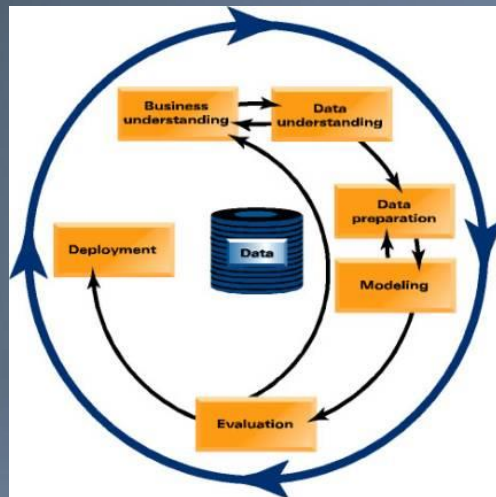 Business
understanding
Data
understanding
Data
preparation
Modeling
Evaluation
Deployment
Data